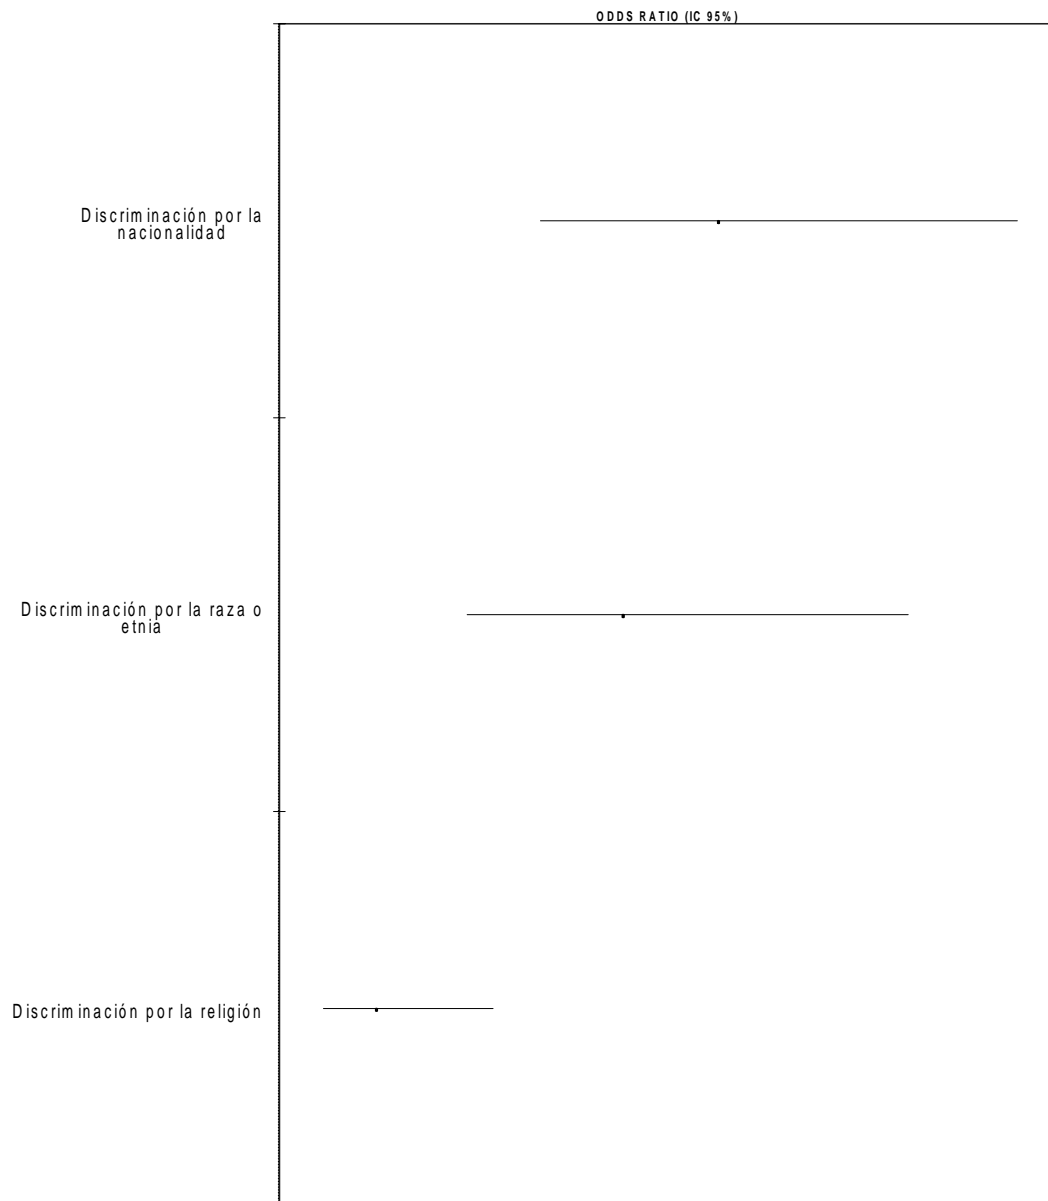 ODDS RATIO (IC 95%)
Discriminación por la
nacionalidad
Discriminación por la raza o
etnia
Discriminación por la religión